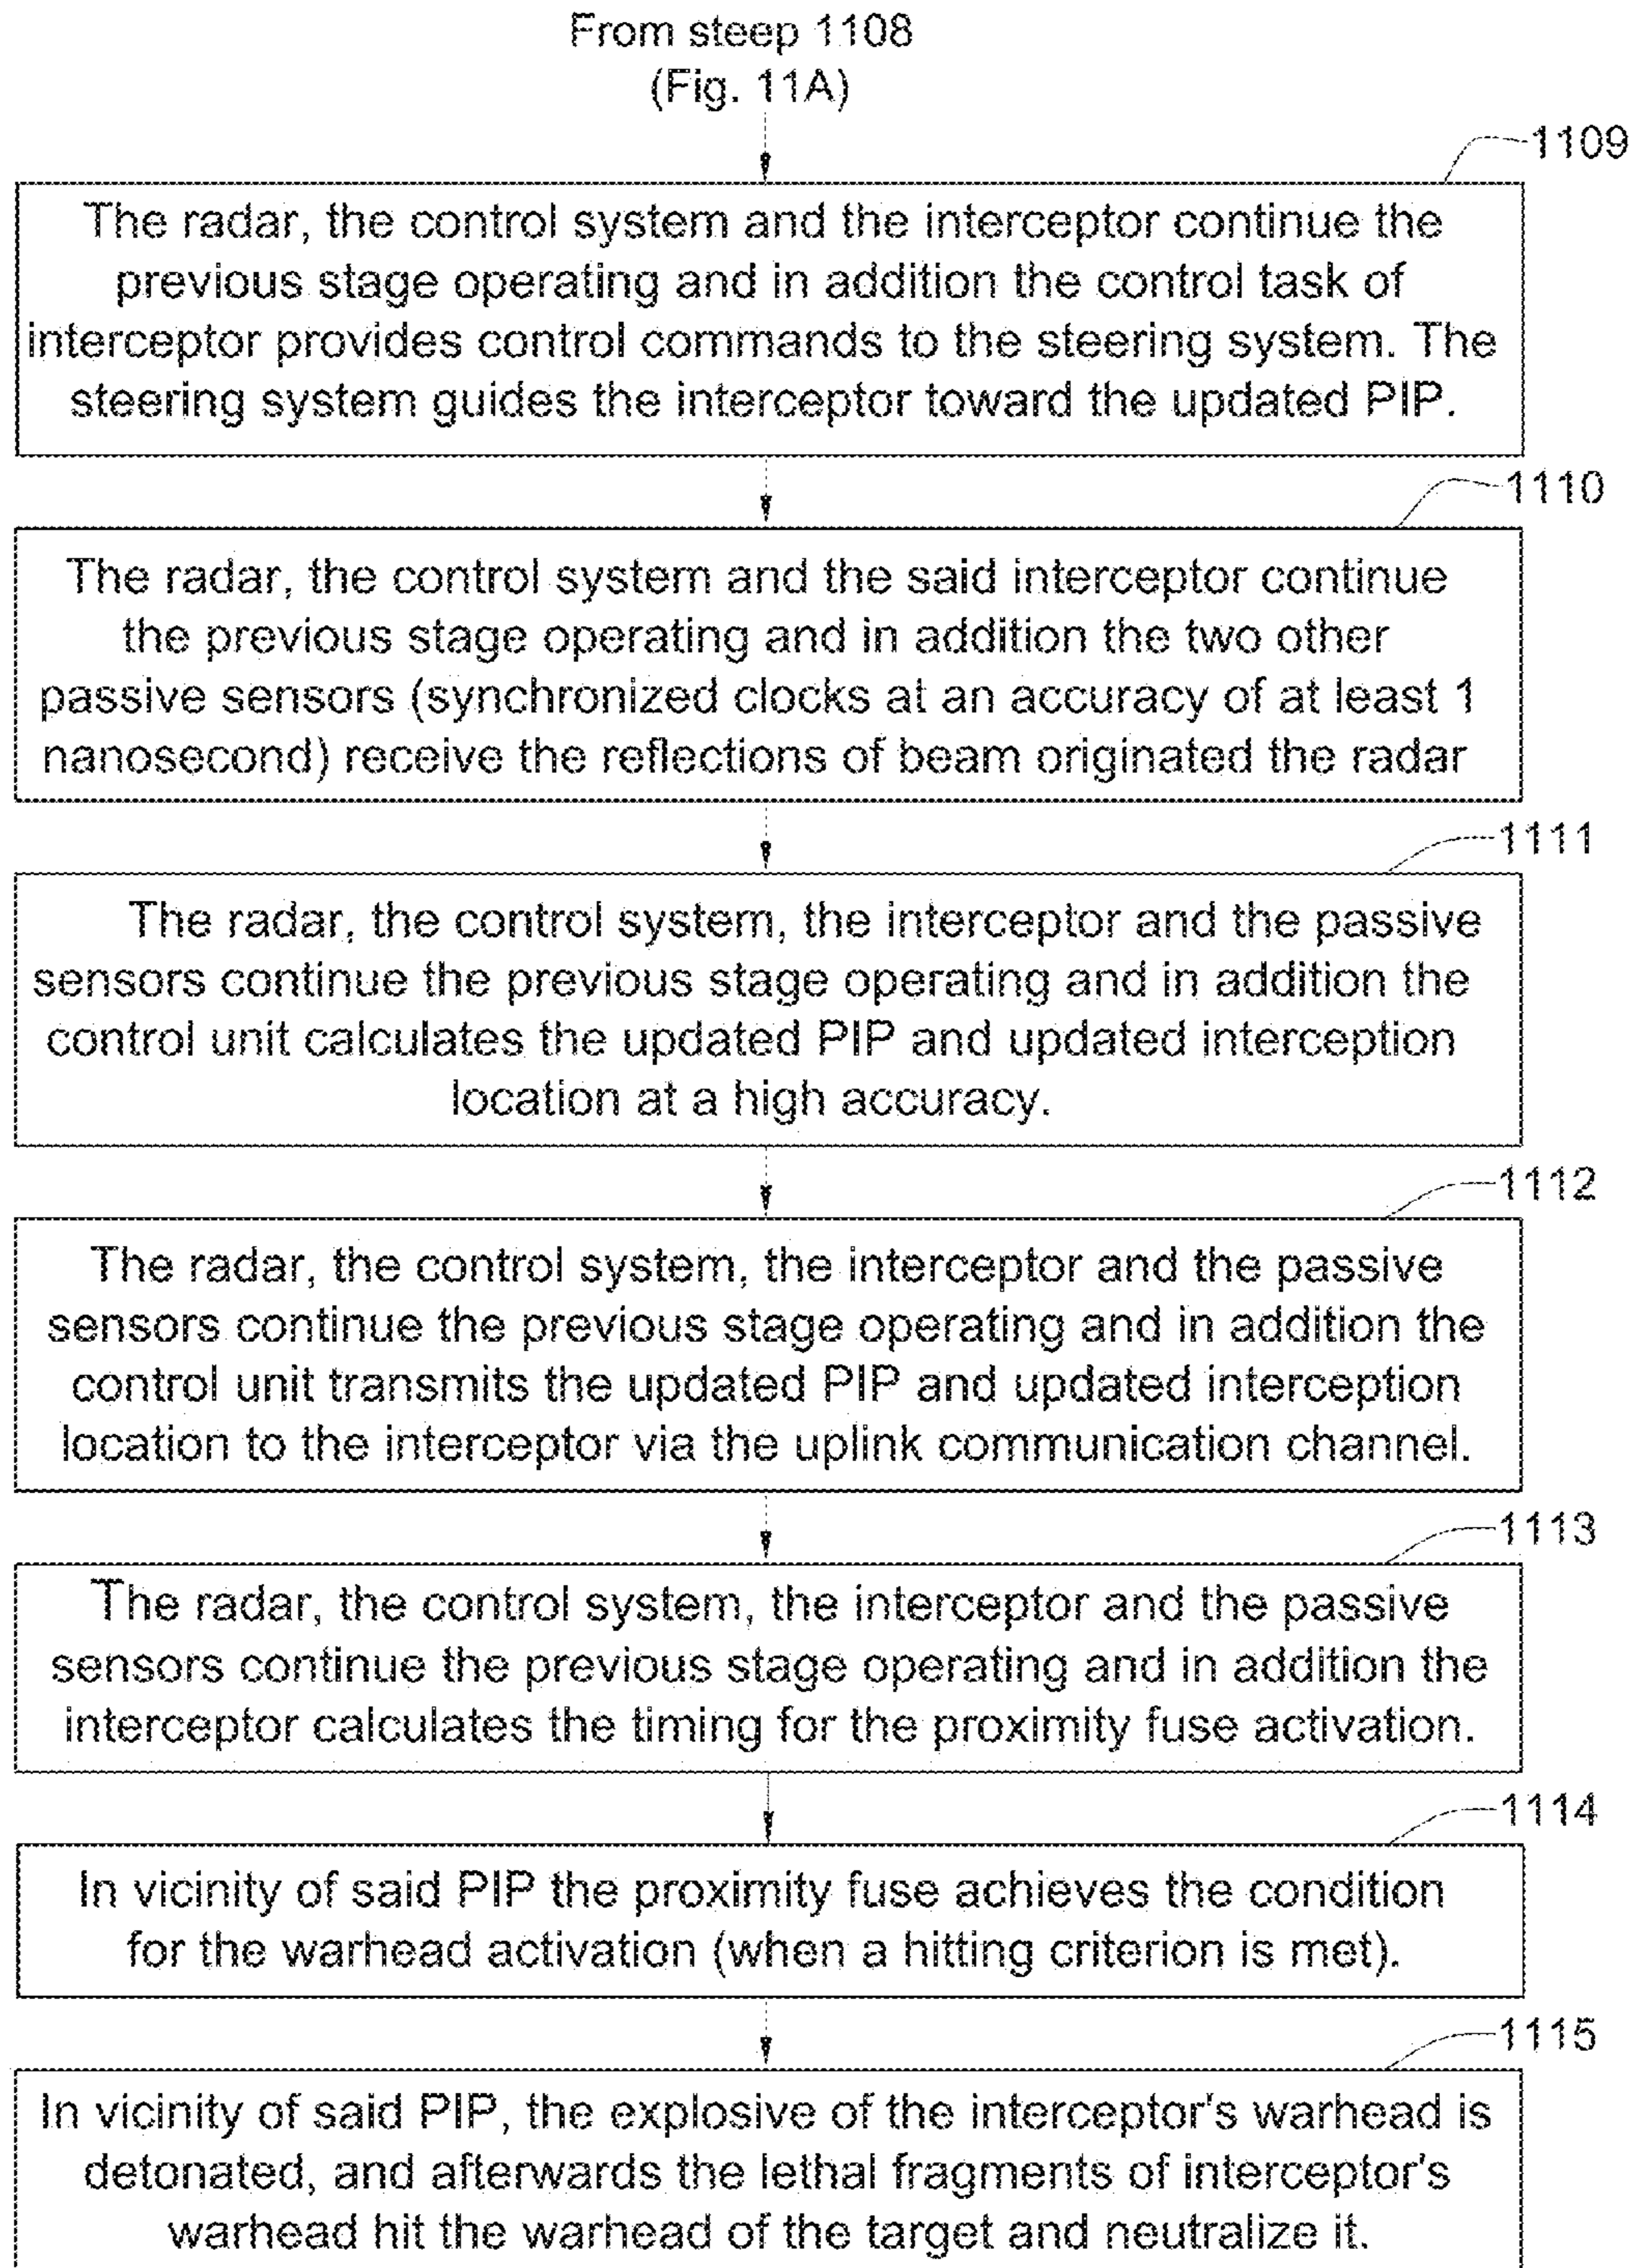 From steep 1108
(Fig. 11A)
1109
The radar, the control system and the interceptor continue the
previous stage operating and in addition the control task of
interceptor provides control commands to the steering system. The
steering system guides the interceptor toward the updated PIP.
1110
The radar, the control system and the said interceptor continue
the previous stage operating and in addition the two other
passive sensors (synchronized clocks at an accuracy of at least 1
nanosecond) receive the reflections of beam originated the radar
1111
The radar, the control system, the interceptor and the passive
sensors continue the previous stage operating and in addition the
control unit calculates the updated PIP and updated interception
location at a high accuracy.
1112
The radar, the control system, the interceptor and the passive
sensors continue the previous stage operating and in addition the
control unit transmits the updated PIP and updated interception
location to the interceptor via the uplink communication channel.
1113
The radar, the control system, the interceptor and the passive
sensors continue the previous stage operating and in addition the
interceptor calculates the timing for the proximity fuse activation.
1114
In vicinity of said PIP the proximity fuse achieves the condition
for the warhead activation (when a hitting criterion is met).
1115
In vicinity of said PIP, the explosive of the interceptor's warhead is
detonated, and afterwards the lethal fragments of interceptor's
warhead hit the warhead of the target and neutralize it.